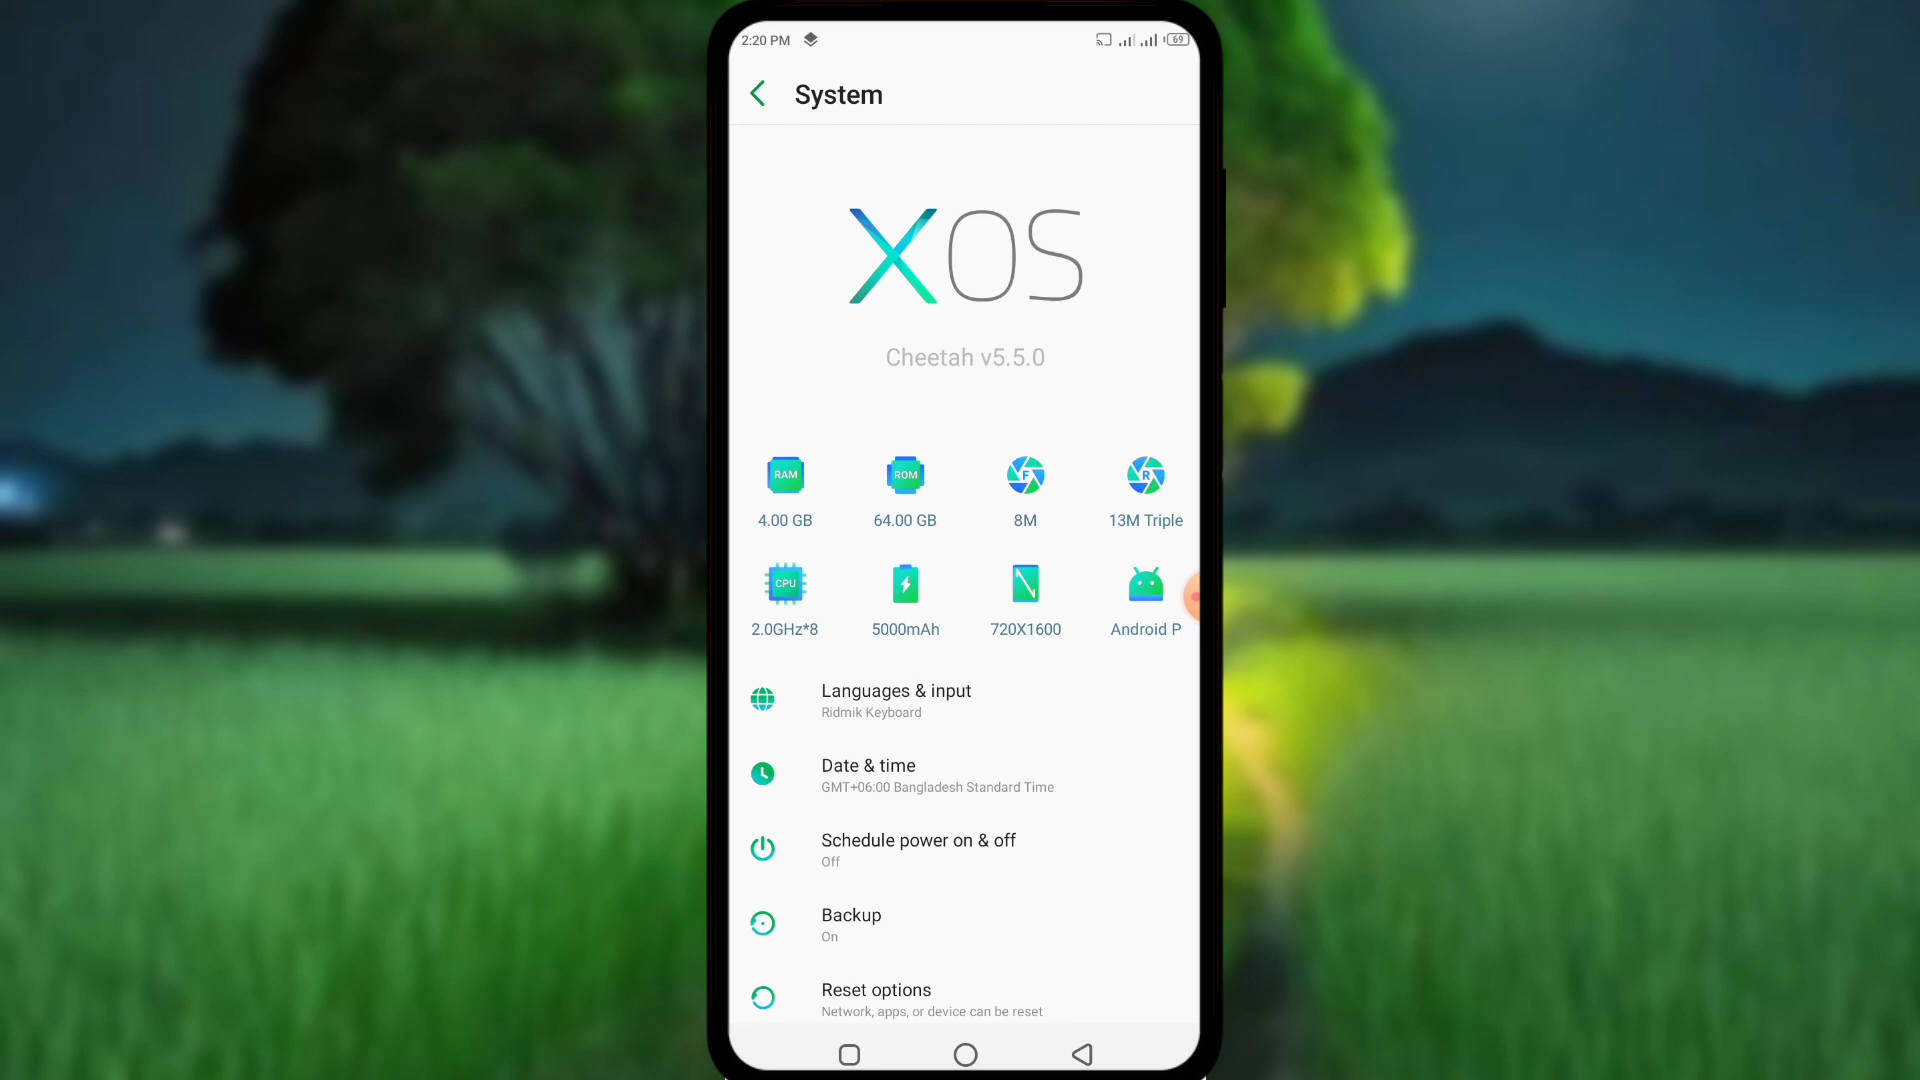 2:20 PM
69
System
XOS
Cheetah v5.5.0
RAM
ROM
F
R
4.00 GB
64.00 GB
8M
13M Triple
CPU
2.0GHz*8
5000mAh
720X1600
Android P
Languages & input
Ridmik Keyboard
Date & time
GMT+06:00 Bangladesh Standard Time
Schedule power on & off
Off
Backup
On
Reset options
Network, apps, or device can be reset